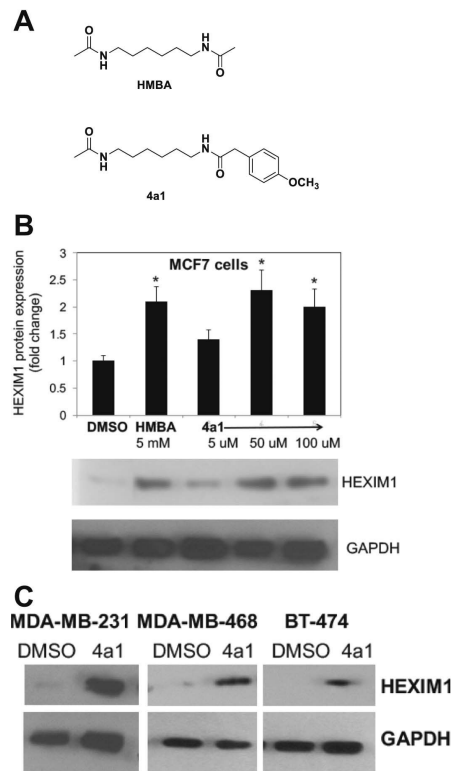 A
O
N
H
H
N
O
HMBA
O
N
H
H
N
O
OCH3
4a1
B
HEXIM1 protein expression
(fold change)
3
2.5
2
1.5
1
0.5
0
MCF7 cells
*
*
*
DMSO HMBA 4a1
5 mM 5 uM 50 uM 100 uM
HEXIM1
GAPDH
C
MDA-MB-231 MDA-MB-468 BT-474
DMSO 4a1 DMSO 4a1 DMSO 4a1
HEXIM1
GAPDH